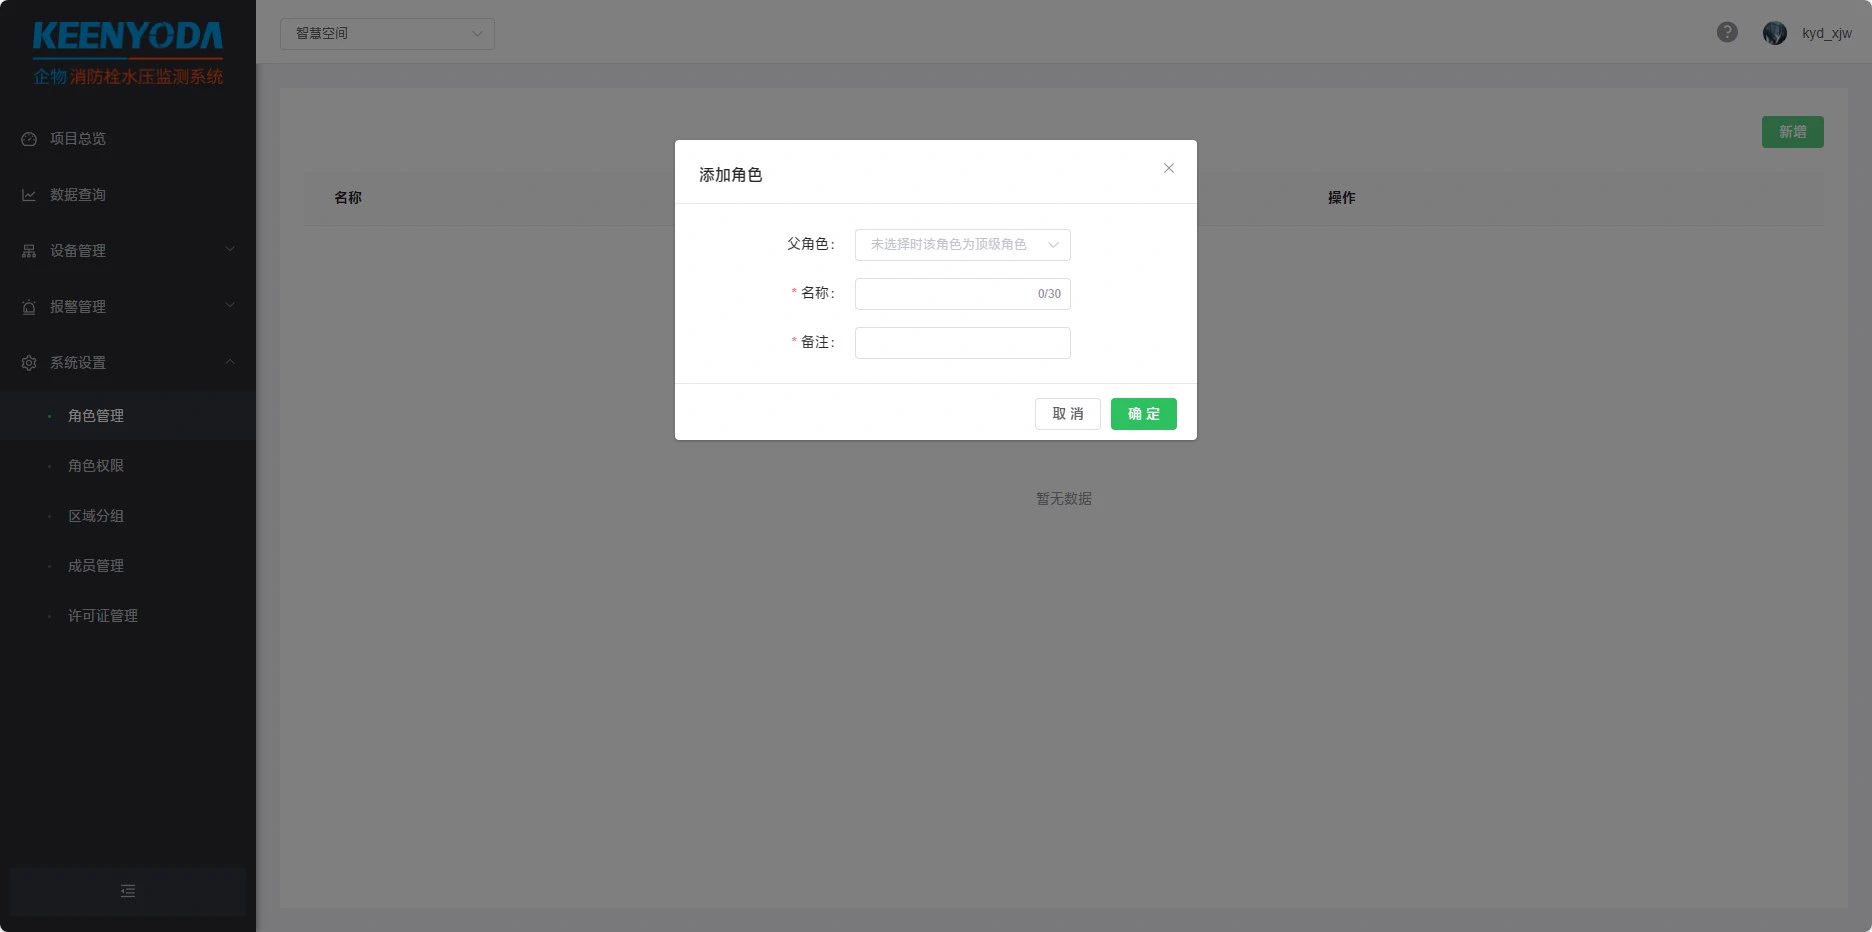 KEENYODA
企物 消防栓水压监测系统
智慧空间
kyd_xjw
项目总览
数据查询
设备管理
报警管理
系统设置
角色管理
角色权限
区域分组
成员管理
许可证管理
新增
名称
操作
暂无数据
添加角色
父角色：
未选择时该角色为顶级角色
* 名称：
0/30
* 备注：
取 消
确 定